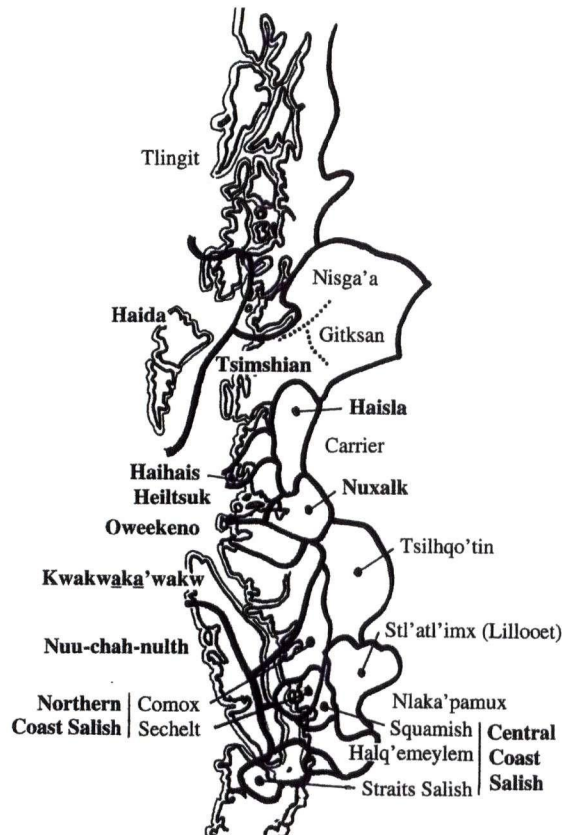 Tlingit
Nisga'a
Haida
Gitksan
Tsimshian
Haisla
Carrier
Haihais
Heiltsuk
Nuxalk
Oweekeno
Tsilhqo'tin
Kwakwaka'wakw
Stl'atl'imx (Lillooet)
Nuu-chah-nulth
Northern
Coast Salish
Comox
Sechelt
Nlaka'pamux
Squamish
Halq'emeylem
Straits Salish
Central
Coast
Salish